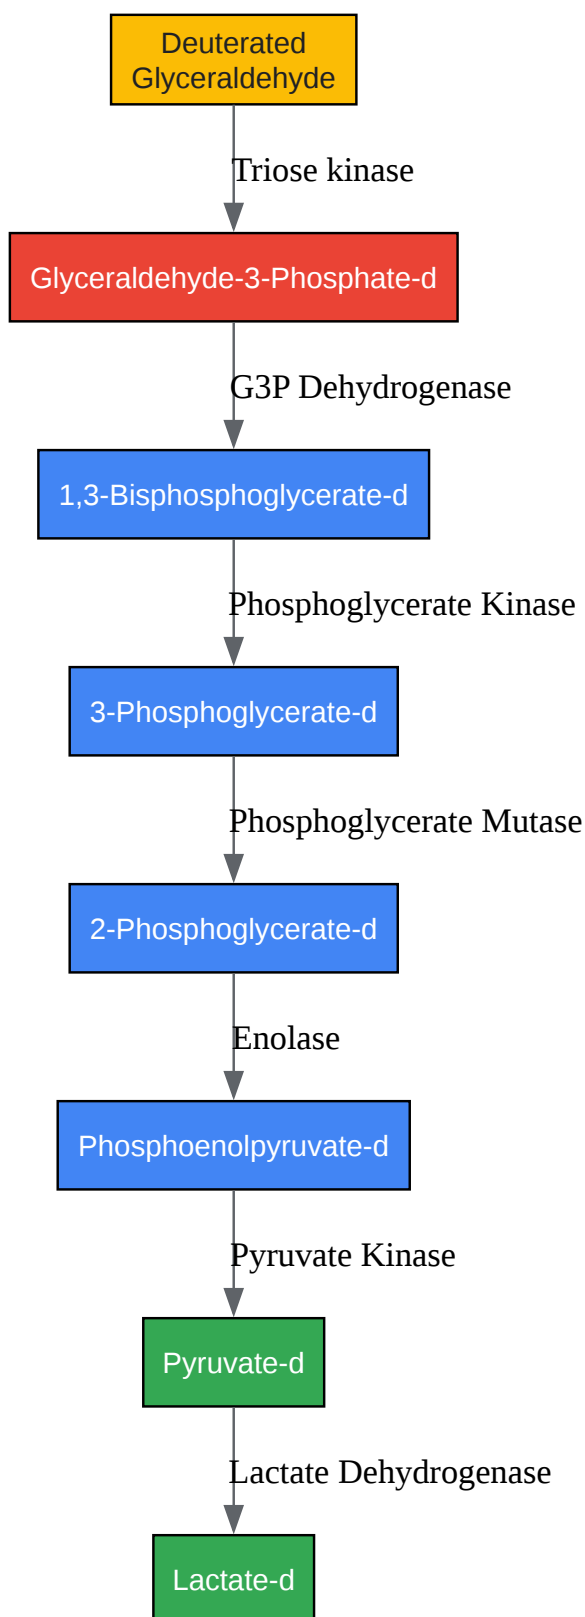 Deuterated
Glyceraldehyde
Triose kinase
Glyceraldehyde-3-Phosphate-d
G3P Dehydrogenase
1,3-Bisphosphoglycerate-d
Phosphoglycerate Kinase
3-Phosphoglycerate-d
Phosphoglycerate Mutase
2-Phosphoglycerate-d
Enolase
Phosphoenolpyruvate-d
Pyruvate Kinase
Pyruvate-d
Lactate Dehydrogenase
Lactate-d